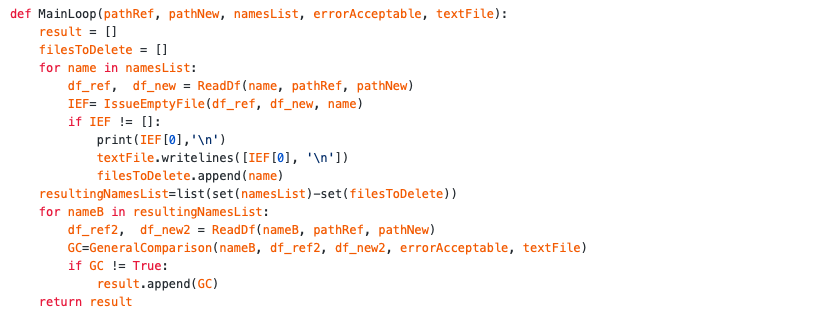 def MainLoop(pathRef, pathNew, namesList, errorAcceptable, textFile):
    result = []
    filesToDelete = []
    for name in namesList:
        df_ref,  df_new = ReadDf(name, pathRef, pathNew)
        IEF= IssueEmptyFile(df_ref, df_new, name)
        if IEF != []:
            print(IEF[0],'\n')
            textFile.writelines([IEF[0], '\n'])
            filesToDelete.append(name)
    resultingNamesList=list(set(namesList)-set(filesToDelete))
    for nameB in resultingNamesList:
        df_ref2,  df_new2 = ReadDf(nameB, pathRef, pathNew)
        GC=GeneralComparison(nameB, df_ref2, df_new2, errorAcceptable, textFile)
        if GC != True:
            result.append(GC)
    return result